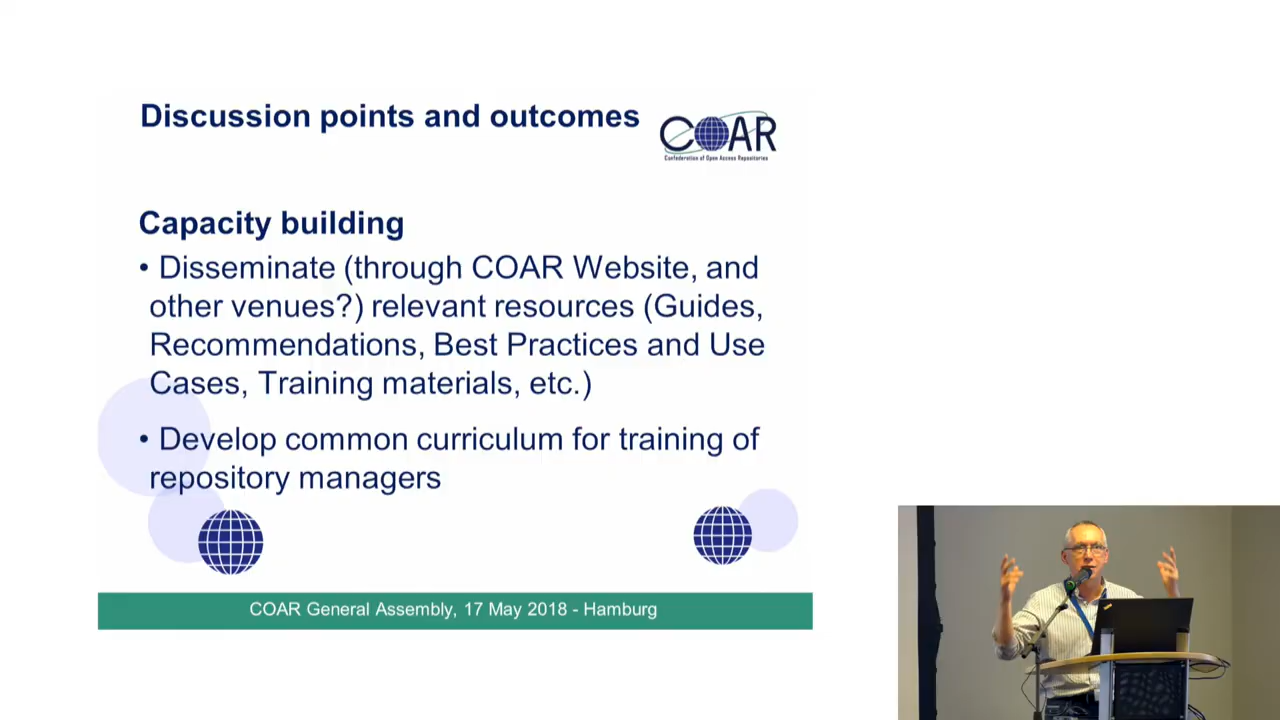 Discussion points and outcomes
COAR
Confederation of Open Access Repositories
Capacity building
• Disseminate (through COAR Website, and
other venues?) relevant resources (Guides,
Recommendations, Best Practices and Use
Cases, Training materials, etc.)
• Develop common curriculum for training of
repository managers
COAR General Assembly, 17 May 2018 - Hamburg